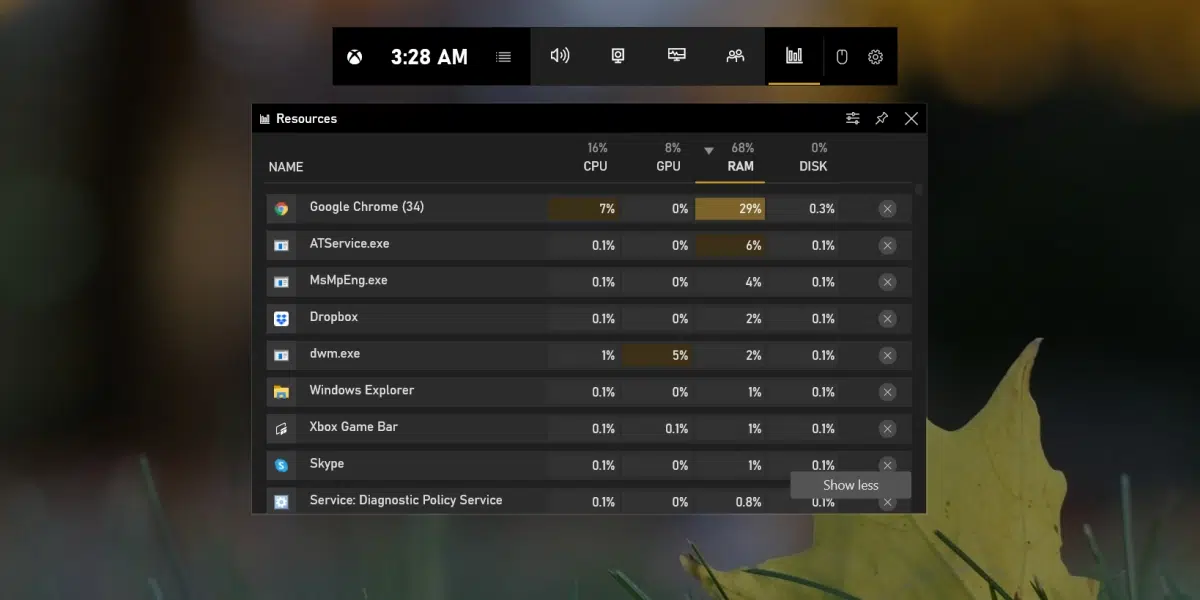 3:28 AM
Resources
16% 8% 68% 0%
NAME CPU GPU RAM DISK
Google Chrome (34) 7% 0% 29% 0.3%
ATService.exe 0.1% 0% 6% 0.1%
MsMpEng.exe 0.1% 0% 4% 0.1%
Dropbox 0.1% 0% 2% 0.1%
dwm.exe 1% 5% 2% 0.1%
Windows Explorer 0.1% 0% 1% 0.1%
Xbox Game Bar 0.1% 0.1% 1% 0.1%
Skype 0.1% 0% 1% 0.1%
Show less
Service: Diagnostic Policy Service 0.1% 0% 0.8% 0.1%